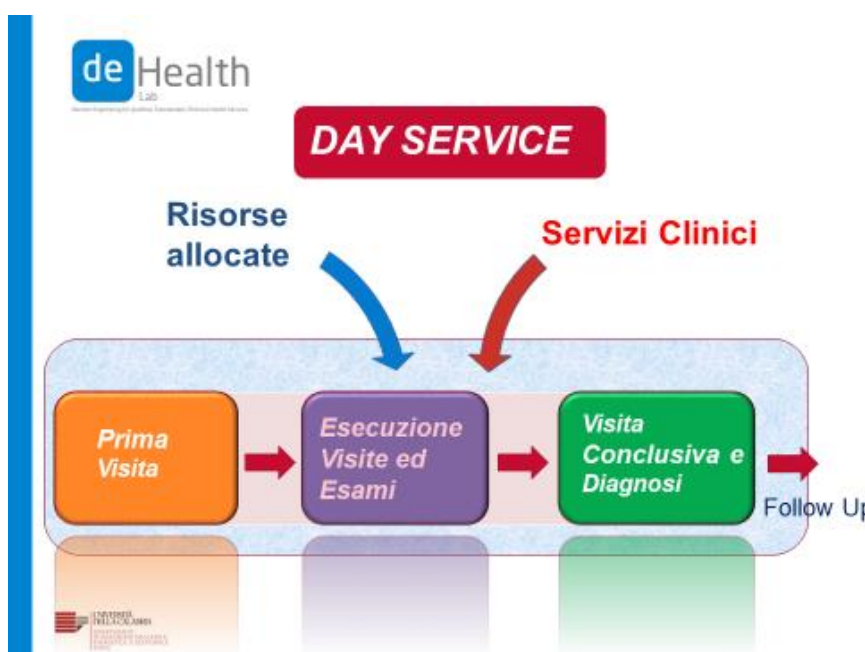 de Health
Lab
DAY SERVICE
Risorse
allocate
Servizi Clinici
Prima
Visita
Esecuzione
Visite ed
Esami
Visita
Conclusiva e
Diagnosi
Follow Up
UNIVERSITÀ
DELLA CALABRIA